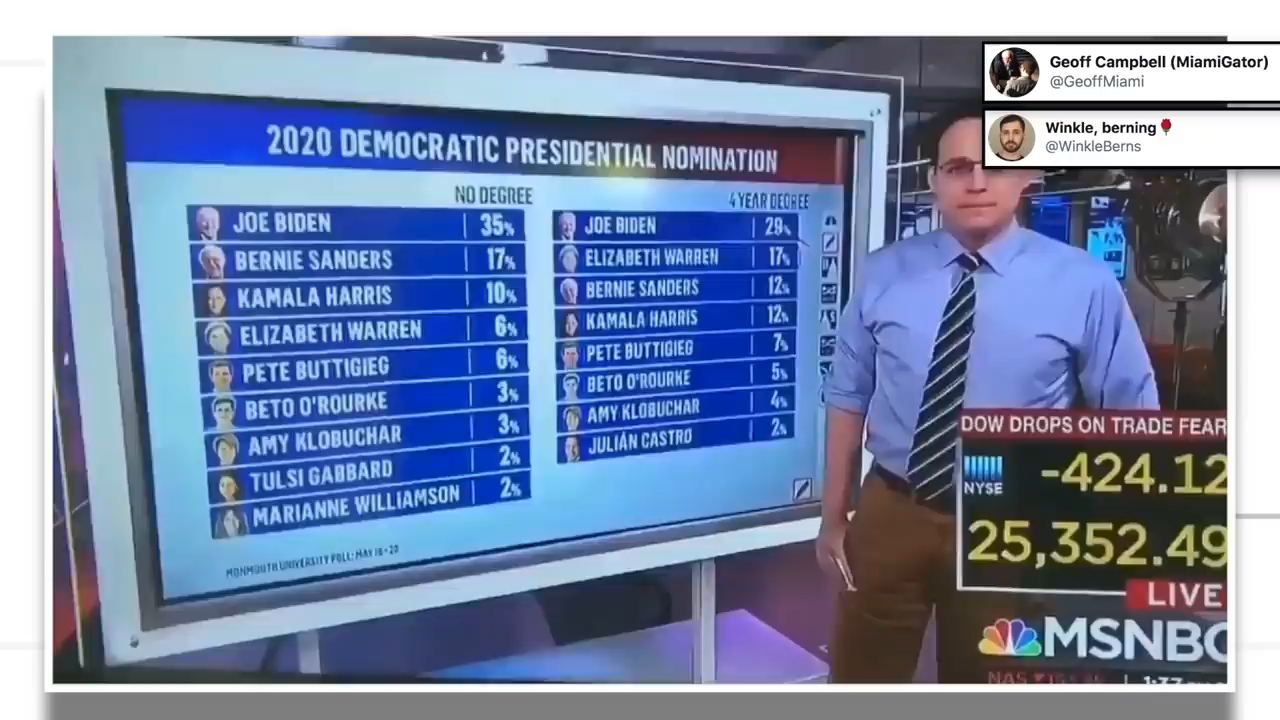 Geoff Campbell (MiamiGator)
@GeoffMiami
Winkle, berning🌹
@WinkleBerns
2020 DEMOCRATIC PRESIDENTIAL NOMINATION
NO DEGREE
JOE BIDEN 35%
BERNIE SANDERS 17%
KAMALA HARRIS 10%
ELIZABETH WARREN 6%
PETE BUTTIGIEG 6%
BETO O'ROURKE 3%
AMY KLOBUCHAR 3%
TULSI GABBARD 2%
MARIANNE WILLIAMSON 2%
4 YEAR DEGREE
JOE BIDEN 29%
ELIZABETH WARREN 17%
BERNIE SANDERS 12%
KAMALA HARRIS 12%
PETE BUTTIGIEG 7%
BETO O'ROURKE 5%
AMY KLOBUCHAR 4%
JULIÁN CASTRO 2%
MONMOUTH UNIVERSITY POLL: MAY 16-20
DOW DROPS ON TRADE FEAR
NYSE
-424.12
25,352.49
LIVE
MSNBC
NAS